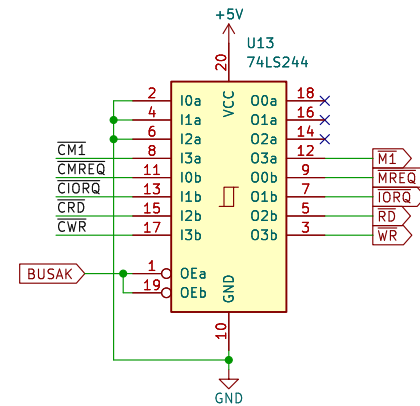 +5V
U13
74LS244
20
VCC
2 I0a O0a 18
4 I1a O1a 16
6 I2a O2a 14
CM1 8 I3a O3a 12 M1
CMREQ 11 I0b O0b 9 MREQ
CIORQ 13 I1b O1b 7 IORQ
CRD 15 I2b O2b 5 RD
CWR 17 I3b O3b 3 WR
BUSAK 1 OEa
19 OEb
GND
10
GND